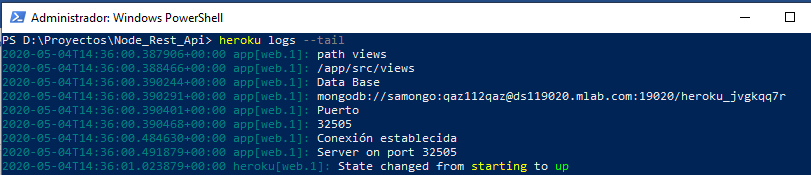 Administrador: Windows PowerShell
PS D:\Proyectos\Node_Rest_Api> heroku logs --tail
2020-05-04T14:36:00.387906+00:00 app[web.1]: path views
2020-05-04T14:36:00.388466+00:00 app[web.1]: /app/src/views
2020-05-04T14:36:00.390244+00:00 app[web.1]: Data Base
2020-05-04T14:36:00.390291+00:00 app[web.1]: mongodb://samongo:qaz112qaz@ds119020.mlab.com:19020/heroku_jvgkqq7r
2020-05-04T14:36:00.390401+00:00 app[web.1]: Puerto
2020-05-04T14:36:00.390468+00:00 app[web.1]: 32505
2020-05-04T14:36:00.484630+00:00 app[web.1]: Conexión establecida
2020-05-04T14:36:00.491879+00:00 app[web.1]: Server on port 32505
2020-05-04T14:36:01.023879+00:00 heroku[web.1]: State changed from starting to up